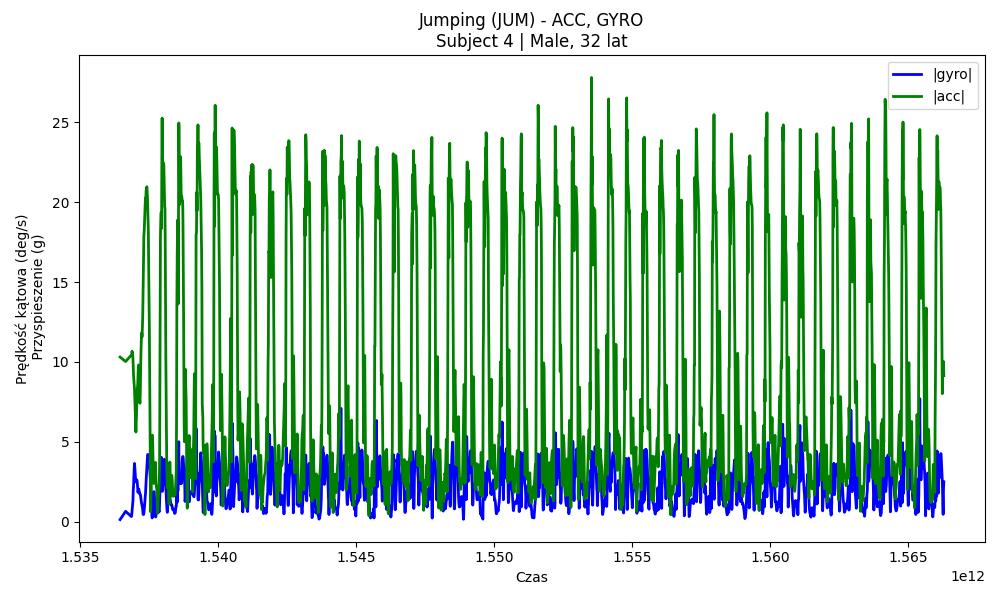 Jumping (JUM) - ACC, GYRO
Subject 4 | Male, 32 lat
|gyro|
|acc|
Prędkość kątowa (deg/s)
Przyspieszenie (g)
25
20
15
10
5
0
1.535
1.540
1.545
1.550
1.555
1.560
1.565
1e12
Czas